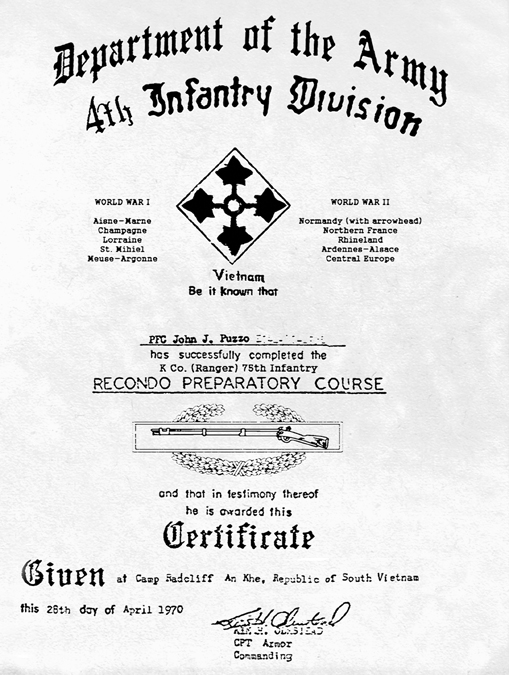 Department of the Army
4th Infantry Division
WORLD WAR I
Aisne-Marne
Champagne
Lorraine
St. Mihiel
Meuse-Argonne
WORLD WAR II
Normandy (with arrowhead)
Northern France
Rhineland
Ardennes-Alsace
Central Europe
Vietnam
Be it known that
PFC John J. Puzzo
has successfully completed the
K Co. (Ranger) 75th Infantry
RECONDO PREPARATORY COURSE
and that in testimony thereof
he is awarded this
Certificate
Given at Camp Radcliff An Khe, Republic of South Vietnam
this 28th day of April 1970
KIM H. OLMSTEAD
CPT Armor
Commanding